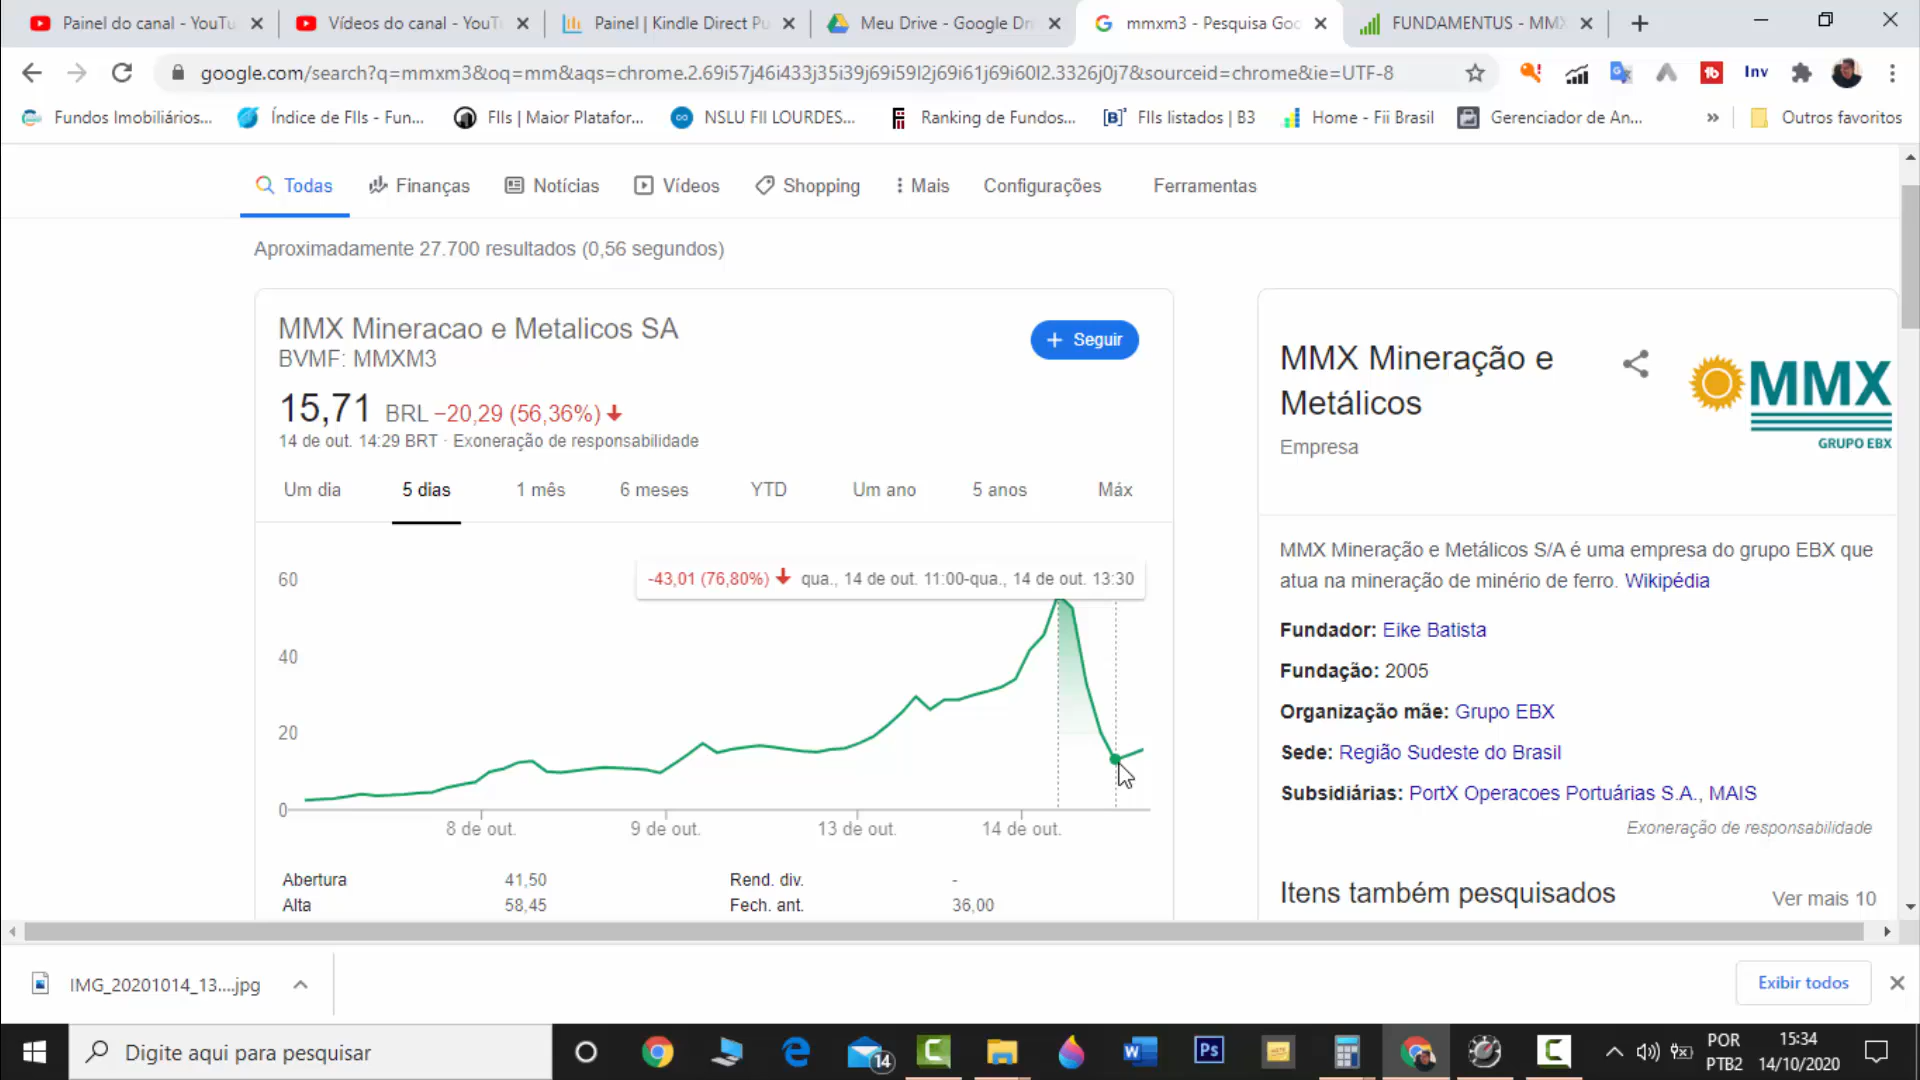 Painel do canal - YouTu
Vídeos do canal - YouT
Painel | Kindle Direct Pu
Meu Drive - Google Dri
mmxm3 - Pesquisa Goo
FUNDAMENTUS - MMX
google.com/search?q=mmxm3&oq=mm&aqs=chrome.2.69i57j46i433j35i39j69i59l2j69i61j69i60l2.3326j0j7&sourceid=chrome&ie=UTF-8
Inv
Fundos Imobiliários...
Índice de FIIs - Fun...
FIIs | Maior Platafor...
NSLU FII LOURDES...
Ranking de Fundos...
[B]³ FIIs listados | B3
Home - Fii Brasil
Gerenciador de An...
»
Outros favoritos
Todas
Finanças
Notícias
Vídeos
Shopping
Mais
Configurações
Ferramentas
Aproximadamente 27.700 resultados (0,56 segundos)
MMX Mineracao e Metalicos SA
BVMF: MMXM3
+ Seguir
15,71 BRL −20,29 (56,36%)
14 de out. 14:29 BRT · Exoneração de responsabilidade
Um dia
5 dias
1 mês
6 meses
YTD
Um ano
5 anos
Máx
-43,01 (76,80%) qua., 14 de out. 11:00-qua., 14 de out. 13:30
60
40
20
0
8 de out.
9 de out.
13 de out.
14 de out.
Abertura 41,50 Rend. div. -
Alta 58,45 Fech. ant. 36,00
MMX Mineração e
Metálicos
Empresa
MMX
GRUPO EBX
MMX Mineração e Metálicos S/A é uma empresa do grupo EBX que
atua na mineração de minério de ferro. Wikipédia
Fundador: Eike Batista
Fundação: 2005
Organização mãe: Grupo EBX
Sede: Região Sudeste do Brasil
Subsidiárias: PortX Operacoes Portuárias S.A., MAIS
Exoneração de responsabilidade
Itens também pesquisados
Ver mais 10
IMG_20201014_13....jpg
Exibir todos
Digite aqui para pesquisar
14
Ps
POR
PTB2
15:34
14/10/2020